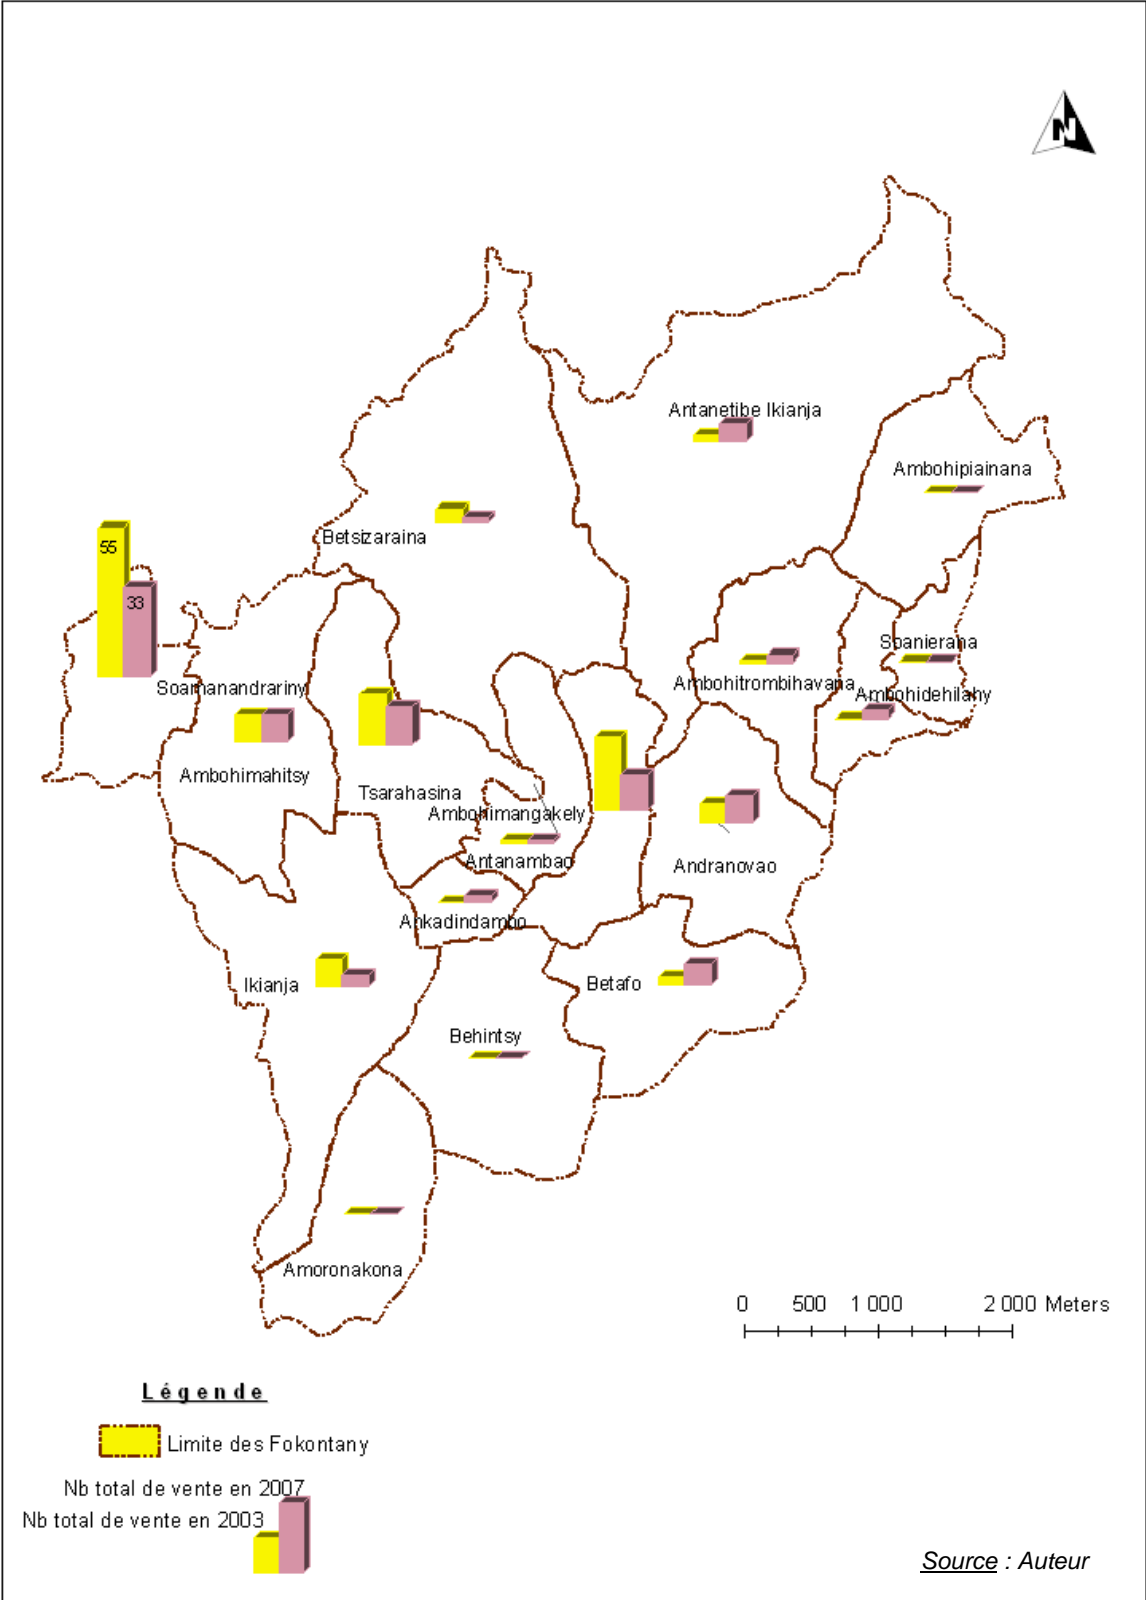 N
Antanetibe Ikianja
Ambohipiainana
Betsizaraina
55
33
Soanierana
Soamanandrariny
Ambohitrombihavana
Ambohidehilahy
Ambohimahitsy
Tsarahasina
Ambohimangakely
Antanambao
Andranovao
Ankadindambo
Ikianja
Betafo
Behintsy
Amoronakona
0 500 1 000 2 000 Meters
Légende
Limite des Fokontany
Nb total de vente en 2007
Nb total de vente en 2003
Source : Auteur